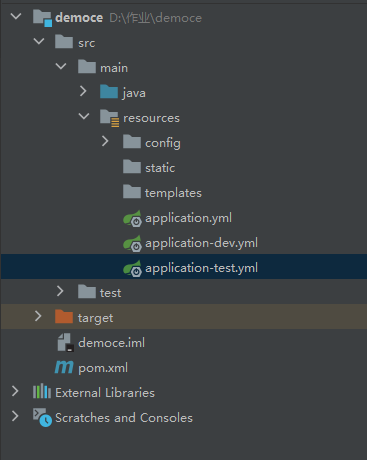 democe D:\作业\democe
src
main
java
resources
config
static
templates
application.yml
application-dev.yml
application-test.yml
test
target
democe.iml
m pom.xml
External Libraries
Scratches and Consoles